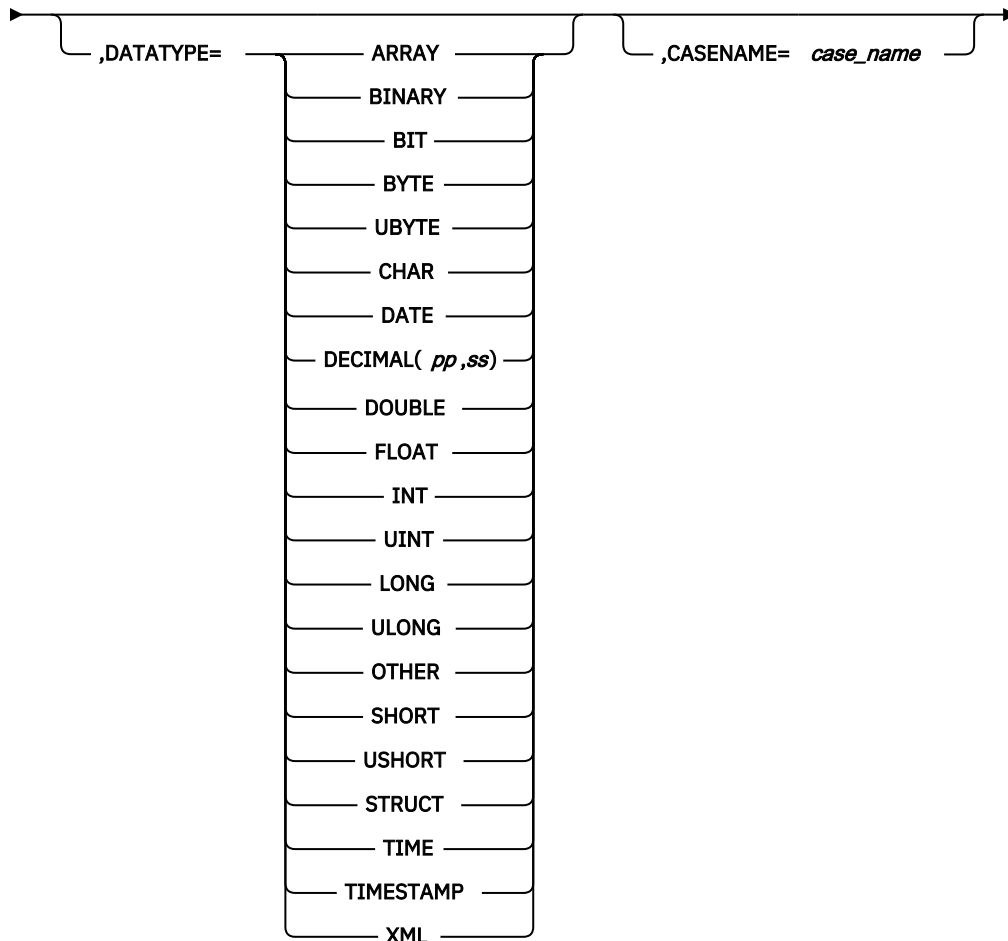 ,DATATYPE= ARRAY ,CASENAME= case_name
BINARY
BIT
BYTE
UBYTE
CHAR
DATE
DECIMAL( pp ,ss)
DOUBLE
FLOAT
INT
UINT
LONG
ULONG
OTHER
SHORT
USHORT
STRUCT
TIME
TIMESTAMP
XML